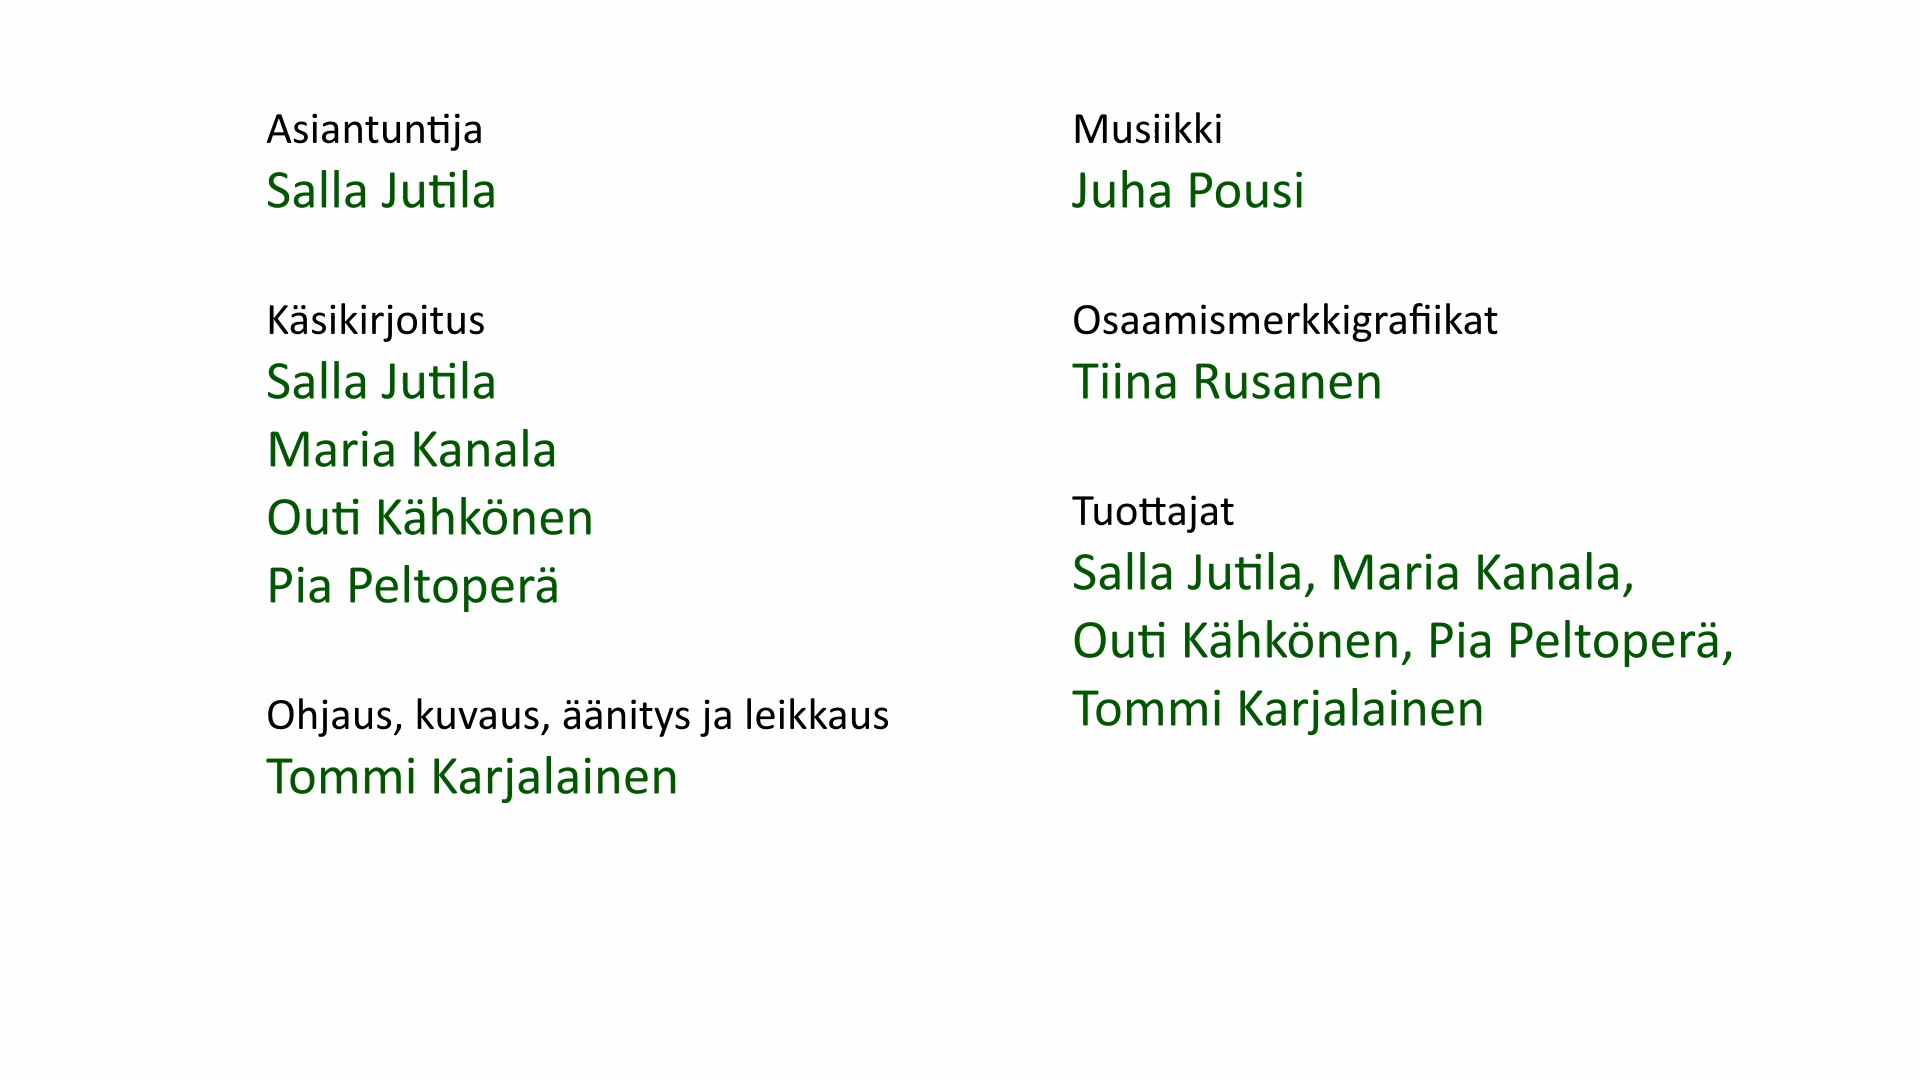 Asiantuntija
Salla Jutila
Käsikirjoitus
Salla Jutila
Maria Kanala
Outi Kähkönen
Pia Peltoperä
Ohjaus, kuvaus, äänitys ja leikkaus
Tommi Karjalainen
Musiikki
Juha Pousi
Osaamismerkkigrafiikat
Tiina Rusanen
Tuottajat
Salla Jutila, Maria Kanala,
Outi Kähkönen, Pia Peltoperä,
Tommi Karjalainen